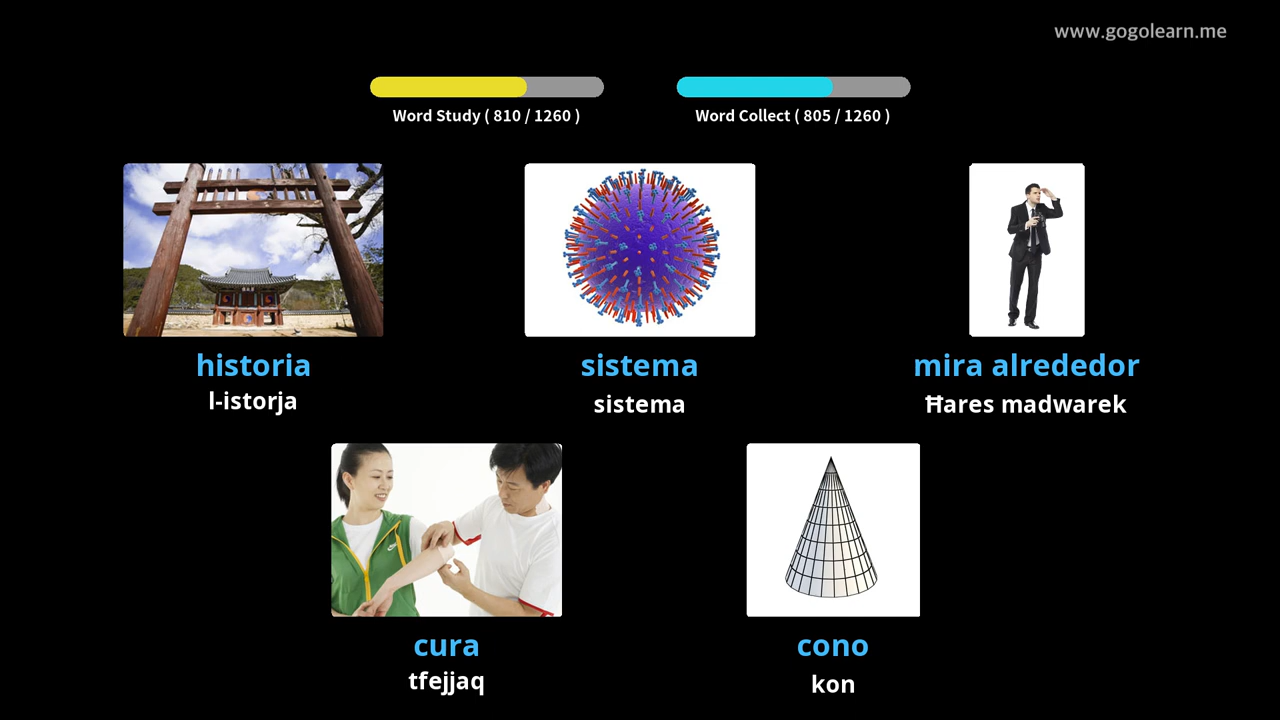 www.gogolearn.me
Word Study ( 810 / 1260 )
Word Collect ( 805 / 1260 )
historia
l-istorja
sistema
sistema
mira alrededor
Ħares madwarek
cura
tfejjaq
cono
kon